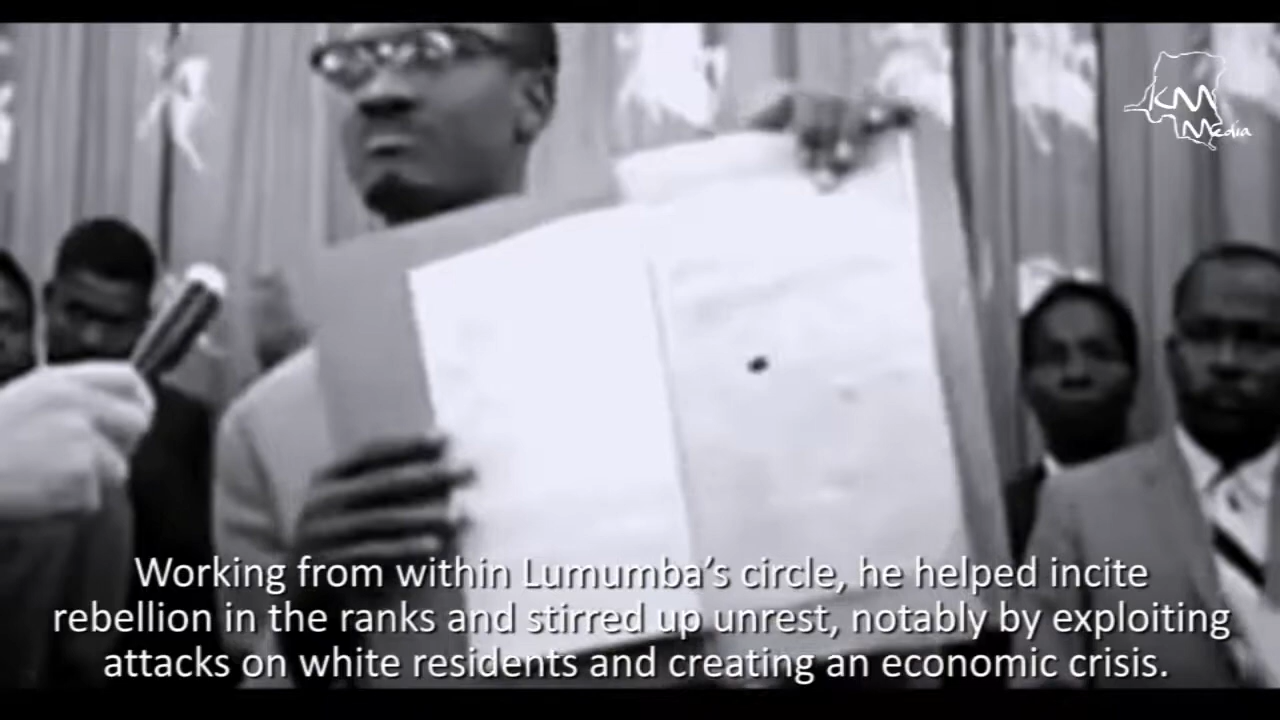 KMM
Media
Working from within Lumumba's circle, he helped incite
rebellion in the ranks and stirred up unrest, notably by exploiting
attacks on white residents and creating an economic crisis.